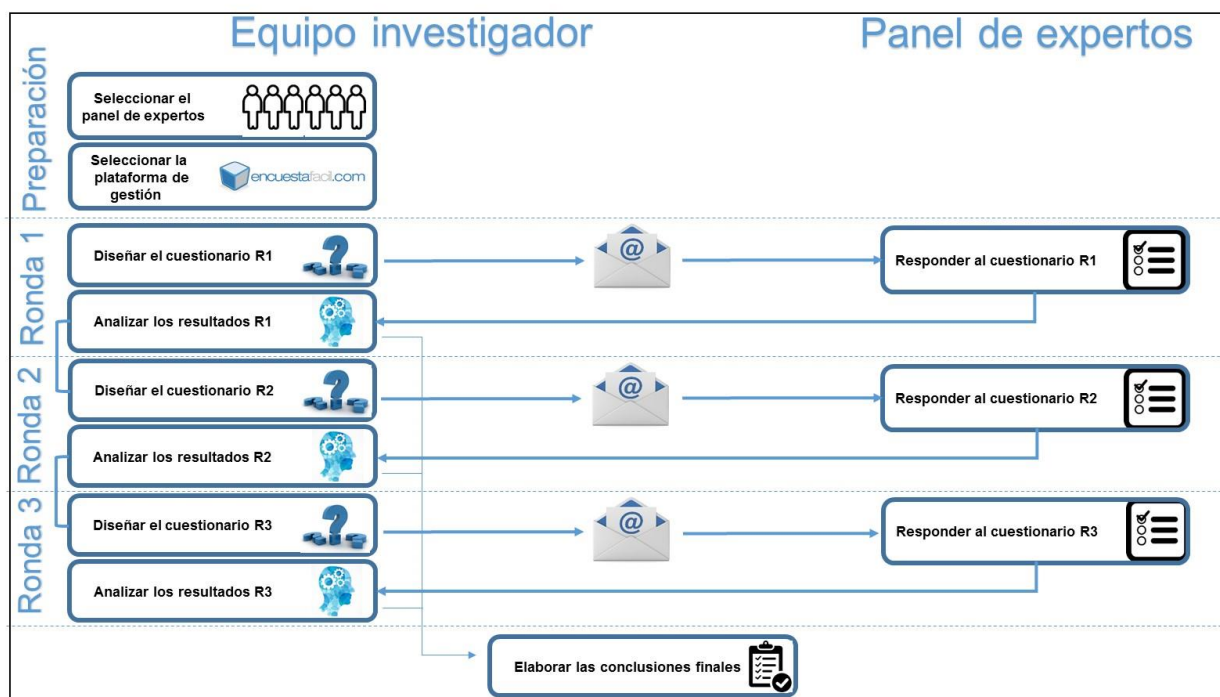 Equipo investigador
Panel de expertos
Preparación
Seleccionar el
panel de expertos
Seleccionar la
plataforma de
gestión
encuestafacil.com
Ronda 1
Diseñar el cuestionario R1
@
Responder al cuestionario R1
Analizar los resultados R1
Ronda 2
Diseñar el cuestionario R2
@
Responder al cuestionario R2
Analizar los resultados R2
Ronda 3
Diseñar el cuestionario R3
@
Responder al cuestionario R3
Analizar los resultados R3
Elaborar las conclusiones finales